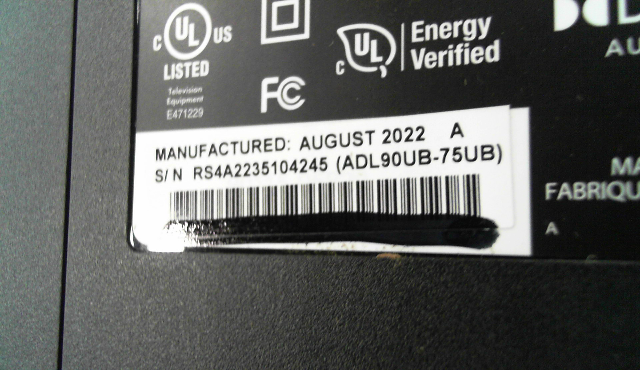 C UL US
LISTED
Television
Equipment
E471229
FC
C UL Energy
Verified
AU
MANUFACTURED: AUGUST 2022 A
S/N RS4A2235104245 (ADL90UB-75UB)
MA
FABRIQU
A